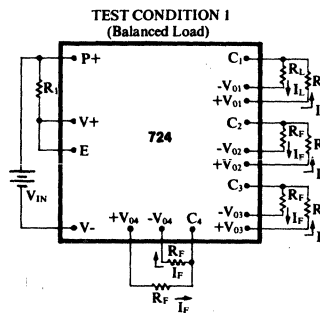 TEST CONDITION 1
(Balanced Load)
P+
R1
V+
E
VIN
V-
724
C1
RL
IL
-V01
+V01
R
I
C2
RF
IF
-V02
+V02
R
I
C3
RF
IF
-V03
+V03
R
I
+V04
-V04
C4
RF
IF
RF
IF